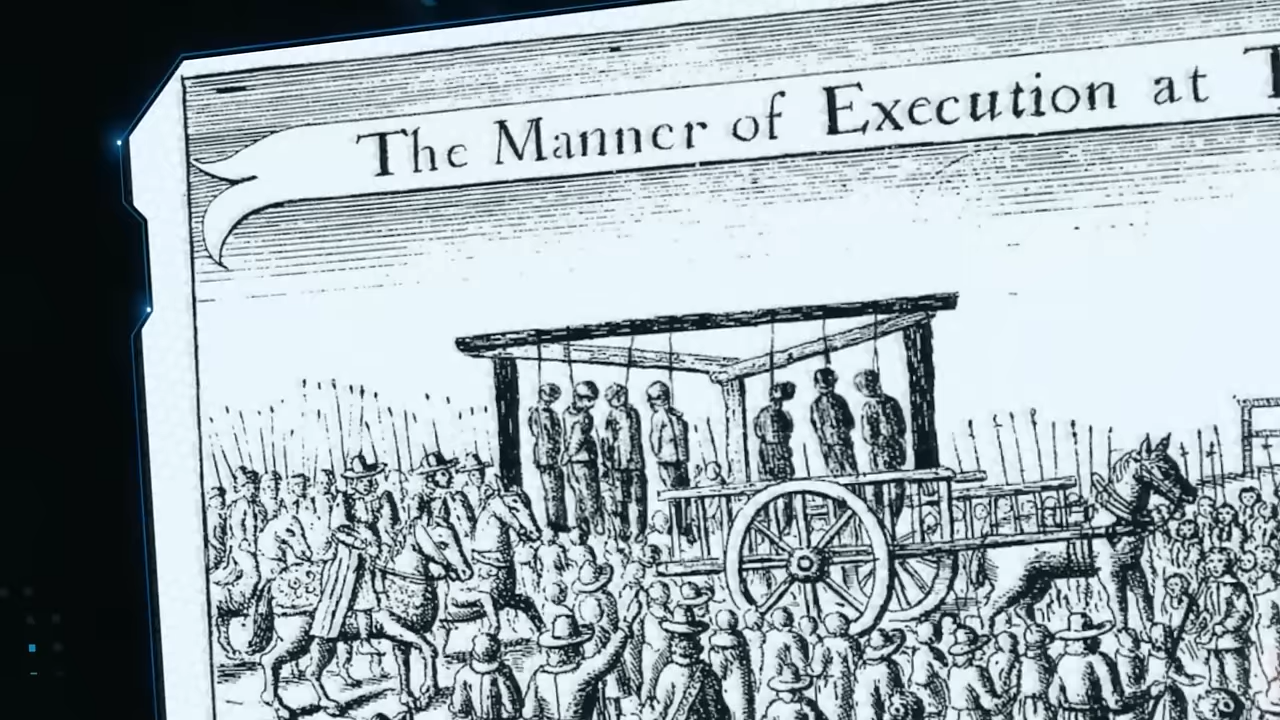 The Manner of Execution at